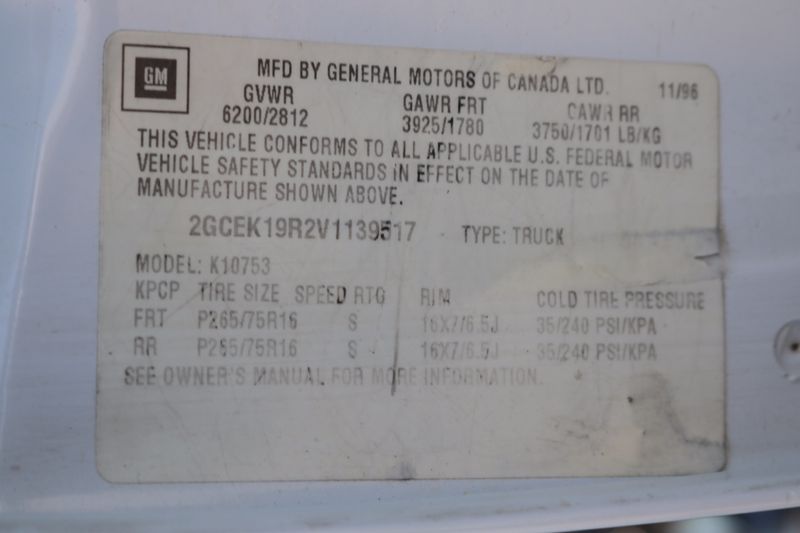 GM
MFD BY GENERAL MOTORS OF CANADA LTD. 11/96
GVWR GAWR FRT GAWR RR
6200/2812 3925/1780 3750/1701 LB/KG
THIS VEHICLE CONFORMS TO ALL APPLICABLE U.S. FEDERAL MOTOR
VEHICLE SAFETY STANDARDS IN EFFECT ON THE DATE OF
MANUFACTURE SHOWN ABOVE.
2GCEK19R2V1139517 TYPE: TRUCK
MODEL: K10753
KPCP TIRE SIZE SPEED RTG RIM COLD TIRE PRESSURE
FRT P265/75R16 S 16X7/6.5J 35/240 PSI/KPA
RR P265/75R16 S 16X7/6.5J 35/240 PSI/KPA
SEE OWNER'S MANUAL FOR MORE INFORMATION.